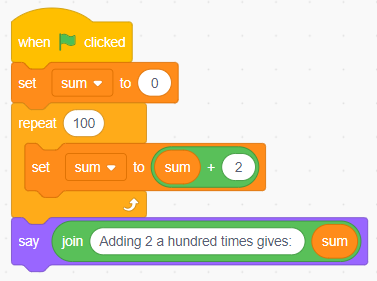 when clicked
set sum to 0
repeat 100
set sum to sum + 2
say join Adding 2 a hundred times gives: sum